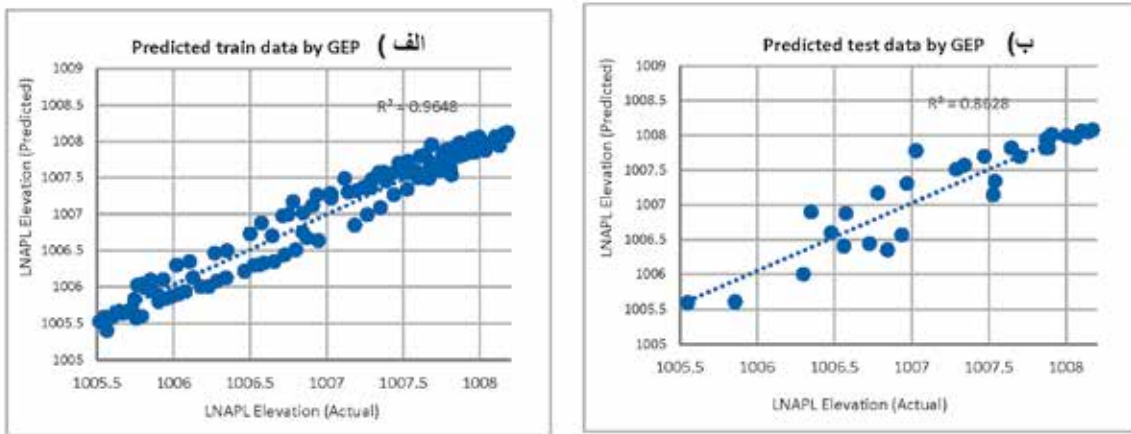 Predicted train data by GEP ( الف
1009
1008.5
1008
1007.5
1007
1006.5
1006
1005.5
1005
R² = 0.9648
LNAPL Elevation (Predicted)
1005.5 1006 1006.5 1007 1007.5 1008
LNAPL Elevation (Actual)
Predicted test data by GEP (ب
1009
1008.5
1008
1007.5
1007
1006.5
1006
1005.5
1005
R² = 0.8628
LNAPL Elevation (Predicted)
1005.5 1006 1006.5 1007 1007.5 1008
LNAPL Elevation (Actual)